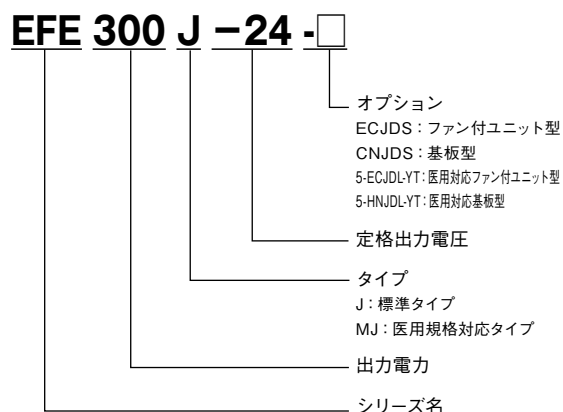 EFE 300 J －24 -□
オプション
ECJDS：ファン付ユニット型
CNJDS：基板型
5-ECJDL-YT：医用対応ファン付ユニット型
5-HNJDL-YT：医用対応基板型
定格出力電圧
タイプ
J：標準タイプ
MJ：医用規格対応タイプ
出力電力
シリーズ名